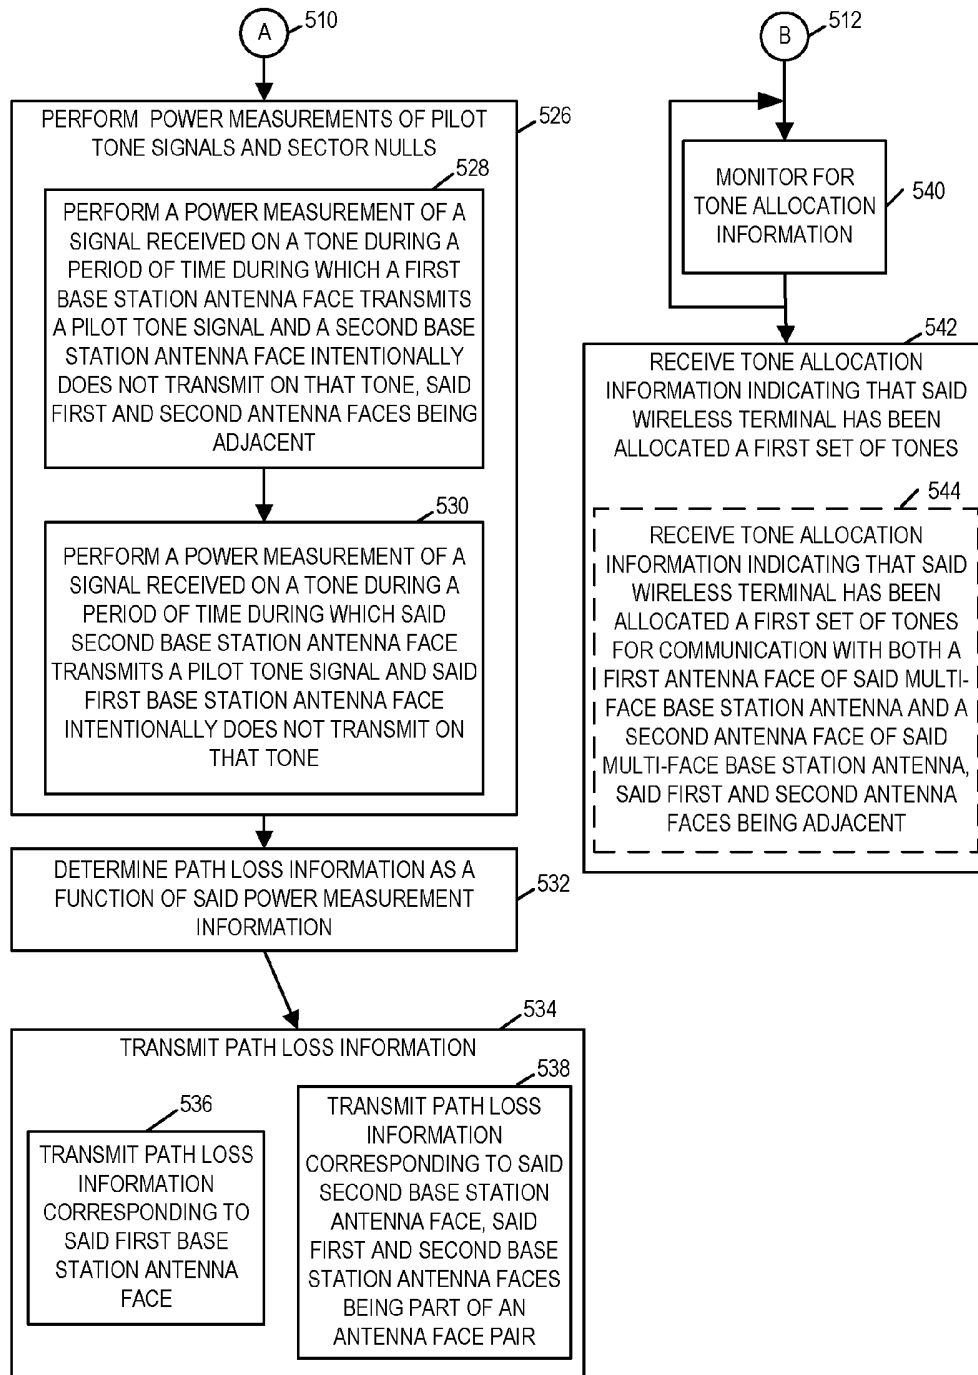 A
510
PERFORM POWER MEASUREMENTS OF PILOT
TONE SIGNALS AND SECTOR NULLS
526
528
PERFORM A POWER MEASUREMENT OF A
SIGNAL RECEIVED ON A TONE DURING A
PERIOD OF TIME DURING WHICH A FIRST
BASE STATION ANTENNA FACE TRANSMITS
A PILOT TONE SIGNAL AND A SECOND BASE
STATION ANTENNA FACE INTENTIONALLY
DOES NOT TRANSMIT ON THAT TONE, SAID
FIRST AND SECOND ANTENNA FACES BEING
ADJACENT
530
PERFORM A POWER MEASUREMENT OF A
SIGNAL RECEIVED ON A TONE DURING A
PERIOD OF TIME DURING WHICH SAID
SECOND BASE STATION ANTENNA FACE
TRANSMITS A PILOT TONE SIGNAL AND SAID
FIRST BASE STATION ANTENNA FACE
INTENTIONALLY DOES NOT TRANSMIT ON
THAT TONE
DETERMINE PATH LOSS INFORMATION AS A
FUNCTION OF SAID POWER MEASUREMENT
INFORMATION
532
534
TRANSMIT PATH LOSS INFORMATION
536
TRANSMIT PATH LOSS
INFORMATION
CORRESPONDING TO
SAID FIRST BASE
STATION ANTENNA
FACE
538
TRANSMIT PATH LOSS
INFORMATION
CORRESPONDING TO SAID
SECOND BASE STATION
ANTENNA FACE, SAID
FIRST AND SECOND BASE
STATION ANTENNA FACES
BEING PART OF AN
ANTENNA FACE PAIR
B
512
MONITOR FOR
TONE ALLOCATION
INFORMATION
540
542
RECEIVE TONE ALLOCATION
INFORMATION INDICATING THAT SAID
WIRELESS TERMINAL HAS BEEN
ALLOCATED A FIRST SET OF TONES
544
RECEIVE TONE ALLOCATION
INFORMATION INDICATING THAT SAID
WIRELESS TERMINAL HAS BEEN
ALLOCATED A FIRST SET OF TONES
FOR COMMUNICATION WITH BOTH A
FIRST ANTENNA FACE OF SAID MULTI-
FACE BASE STATION ANTENNA AND A
SECOND ANTENNA FACE OF SAID
MULTI-FACE BASE STATION ANTENNA,
SAID FIRST AND SECOND ANTENNA
FACES BEING ADJACENT